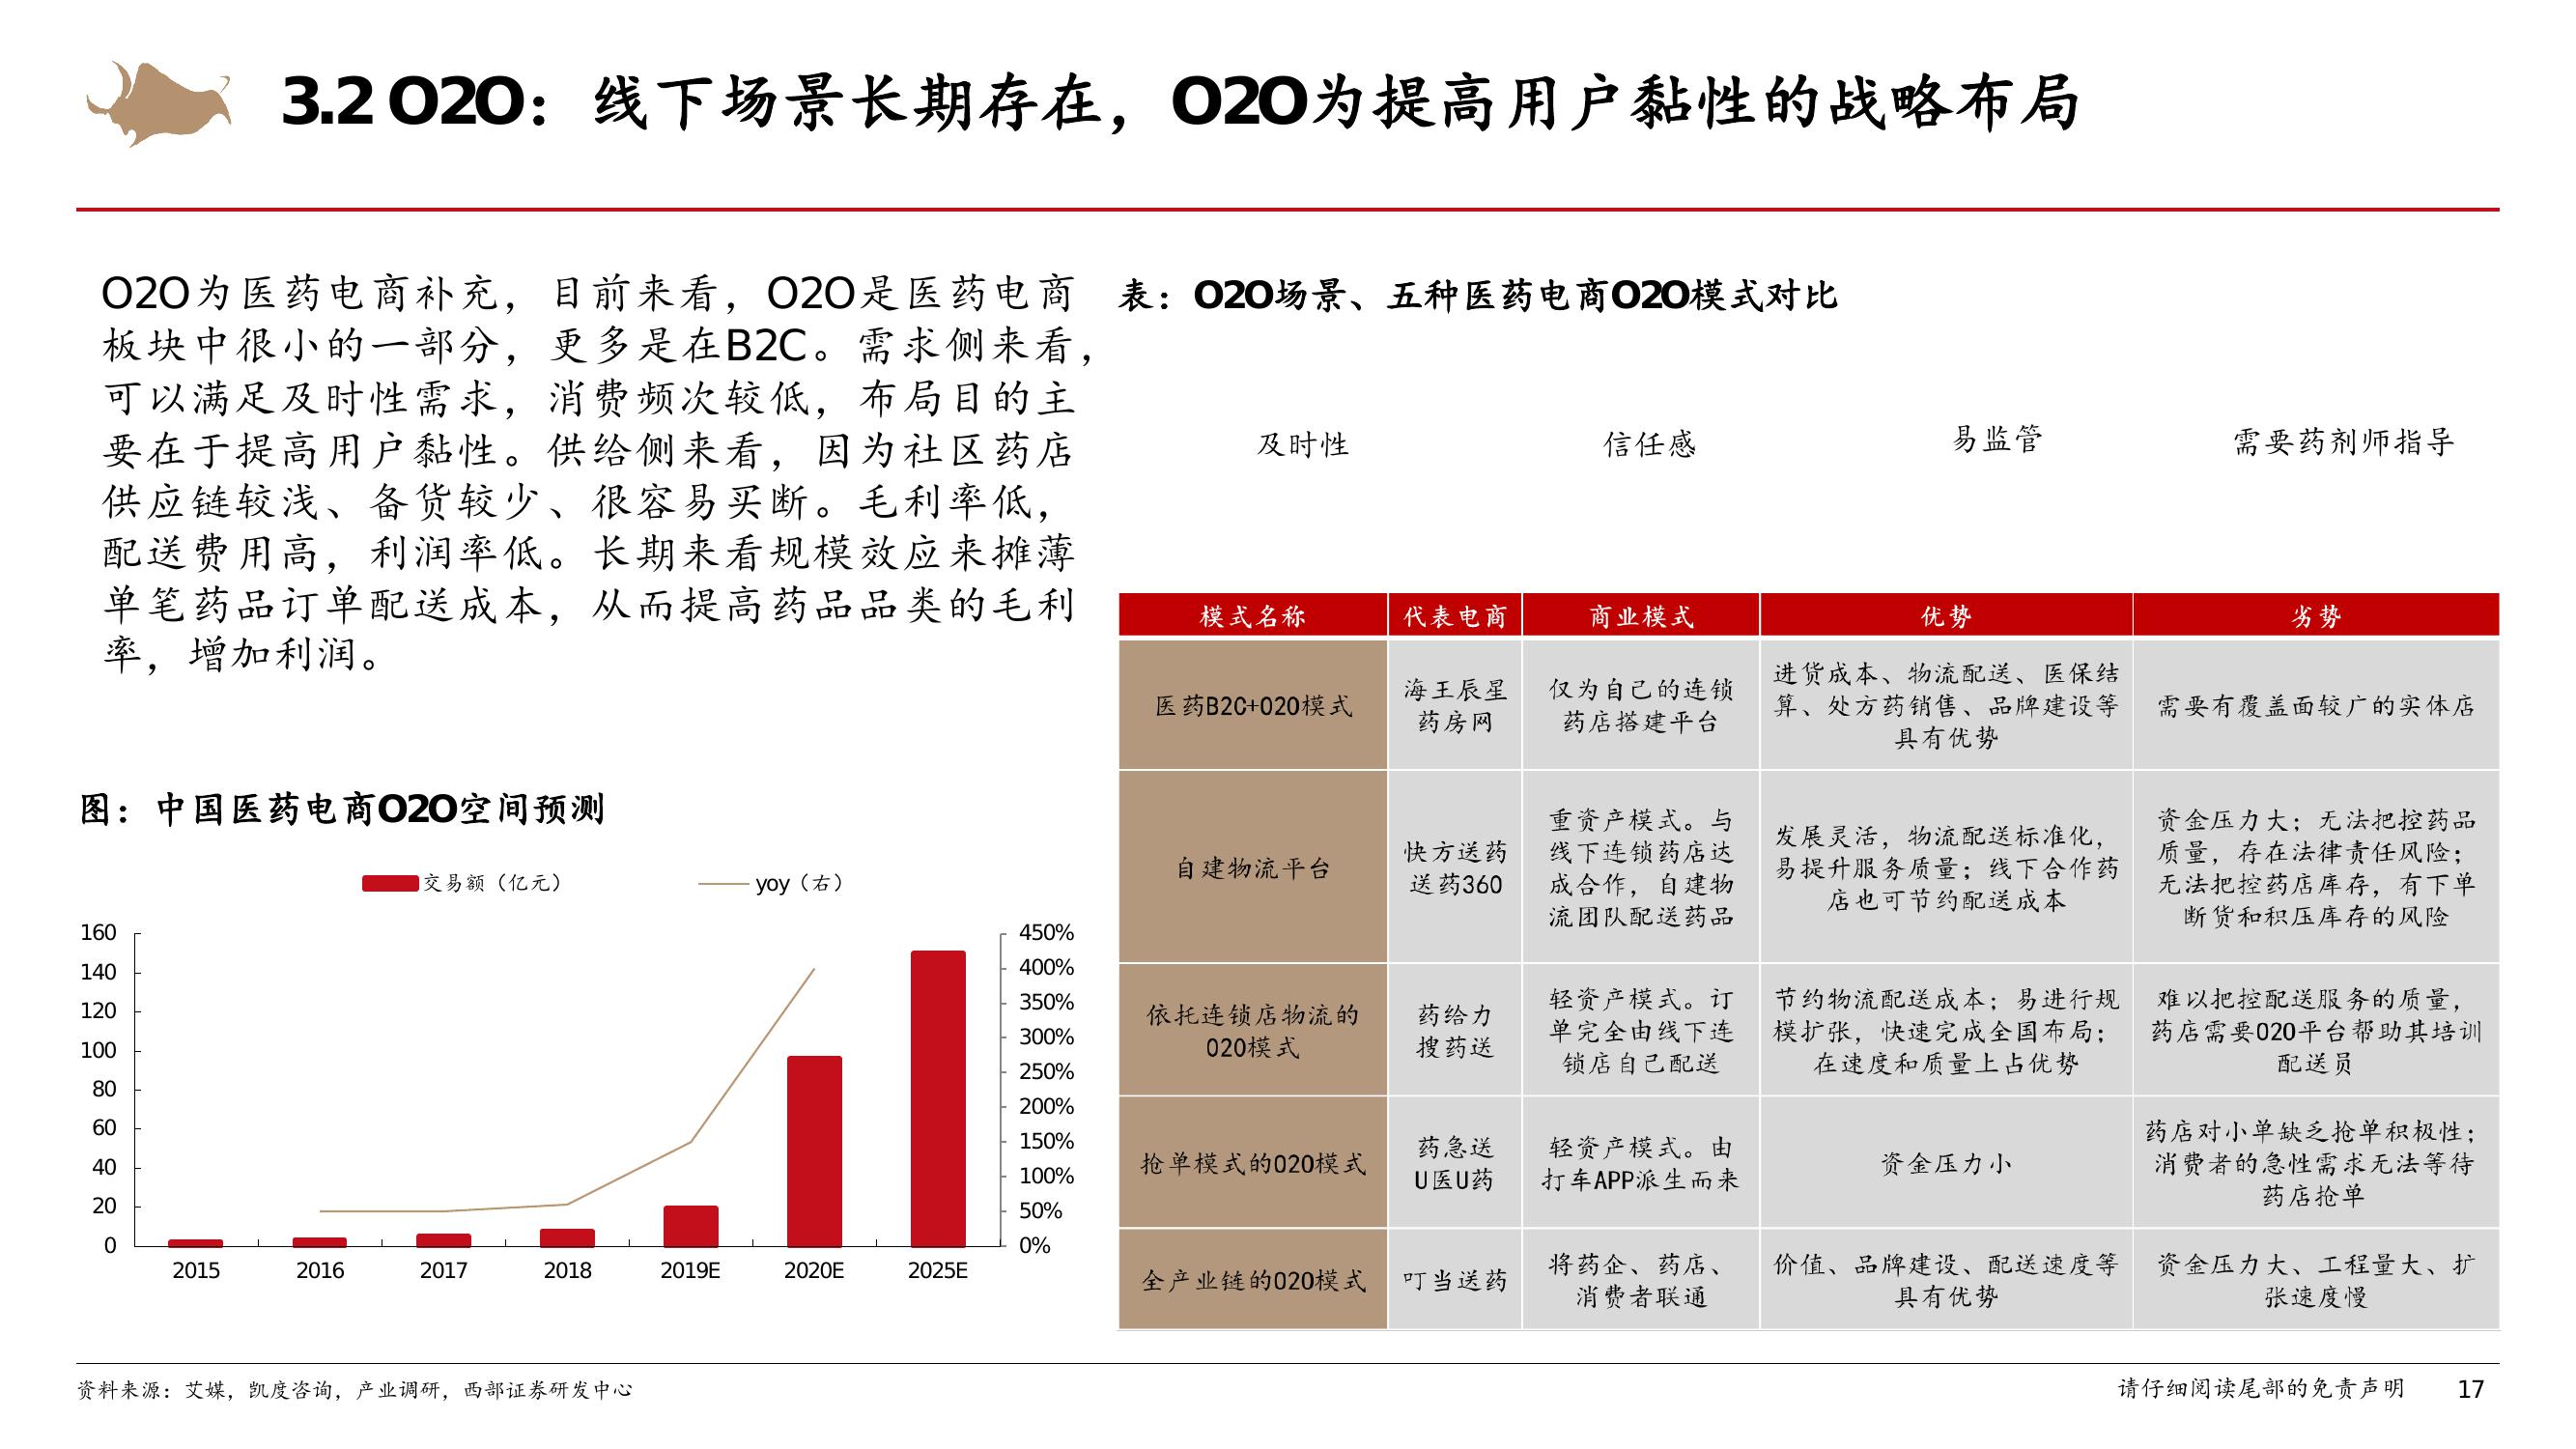 3.2 O2O：线下场景长期存在，O2O为提高用户黏性的战略布局
O2O为医药电商补充，目前来看，O2O是医药电商
板块中很小的一部分，更多是在B2C。需求侧来看，
可以满足及时性需求，消费频次较低，布局目的主
要在于提高用户黏性。供给侧来看，因为社区药店
供应链较浅、备货较少、很容易买断。毛利率低，
配送费用高，利润率低。长期来看规模效应来摊薄
单笔药品订单配送成本，从而提高药品品类的毛利
率，增加利润。
图：中国医药电商O2O空间预测
交易额（亿元）
yoy（右）
160
140
120
100
80
60
40
20
0
450%
400%
350%
300%
250%
200%
150%
100%
50%
0%
2015 2016 2017 2018 2019E 2020E 2025E
表：O2O场景、五种医药电商O2O模式对比
及时性 信任感 易监管 需要药剂师指导
模式名称 代表电商 商业模式 优势 劣势
医药B2C+O2O模式
海王辰星
药房网
仅为自己的连锁
药店搭建平台
进货成本、物流配送、医保结
算、处方药销售、品牌建设等
具有优势
需要有覆盖面较广的实体店
自建物流平台
快方送药
送药360
重资产模式。与
线下连锁药店达
成合作，自建物
流团队配送药品
发展灵活，物流配送标准化，
易提升服务质量；线下合作药
店也可节约配送成本
资金压力大；无法把控药品
质量，存在法律责任风险；
无法把控药店库存，有下单
断货和积压库存的风险
依托连锁店物流的
O2O模式
药给力
搜药送
轻资产模式。订
单完全由线下连
锁店自己配送
节约物流配送成本；易进行规
模扩张，快速完成全国布局；
在速度和质量上占优势
难以把控配送服务的质量，
药店需要O2O平台帮助其培训
配送员
抢单模式的O2O模式
药急送
U医U药
轻资产模式。由
打车APP派生而来
资金压力小
药店对小单缺乏抢单积极性；
消费者的急性需求无法等待
药店抢单
全产业链的O2O模式
叮当送药
将药企、药店、
消费者联通
价值、品牌建设、配送速度等
具有优势
资金压力大、工程量大、扩
张速度慢
资料来源：艾媒，凯度咨询，产业调研，西部证券研发中心
请仔细阅读尾部的免责声明 17